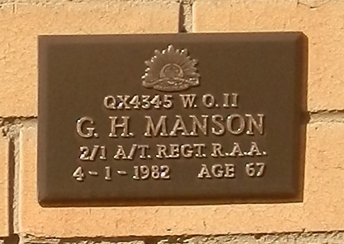 QX4345 W.O.II
G. H. MANSON
2/1 A/T. REGT. R.A.A.
4-1-1982 AGE 67